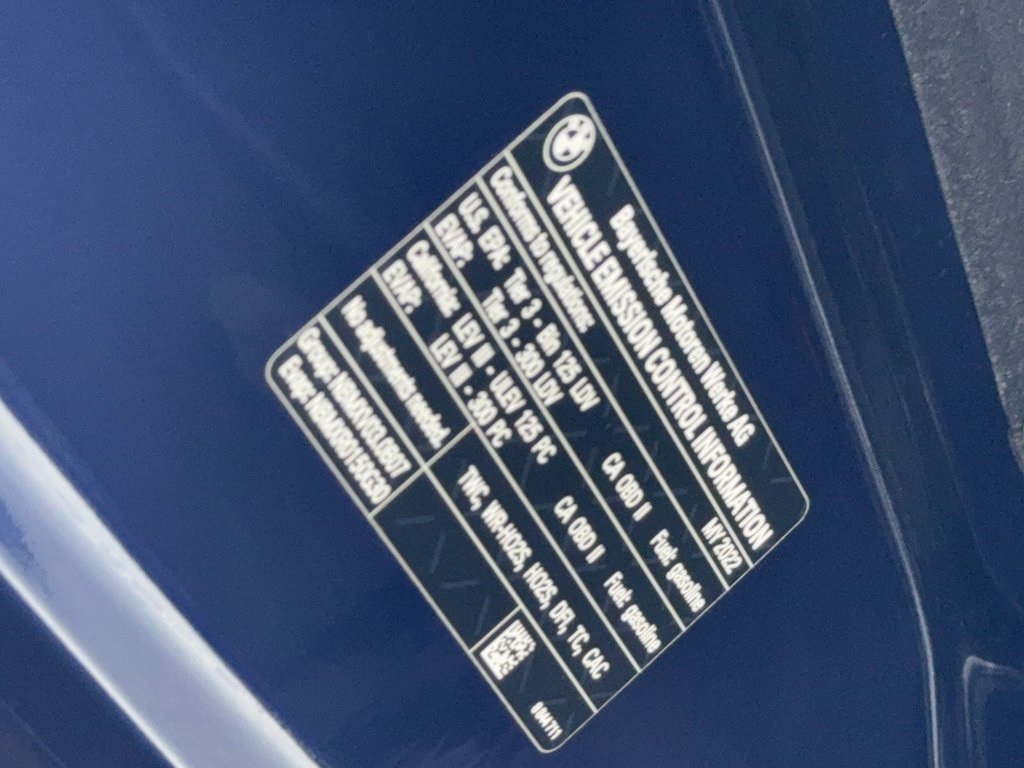 Bayerische Motoren Werke AG
VEHICLE EMISSION CONTROL INFORMATION
Conforms to regulations: MY 2022
U.S. EPA: Tier 3 - Bin 125 LDV CA OBD II Fuel: gasoline
EVAP: Tier 3 - 300 LDV
California: LEV III - ULEV 125 PC CA OBD II Fuel: gasoline
EVAP: LEV III - 300 PC
No adjustments needed. TWC, WR-HO2S, HO2S, DFI, TC, CAC
Group:
Evap: